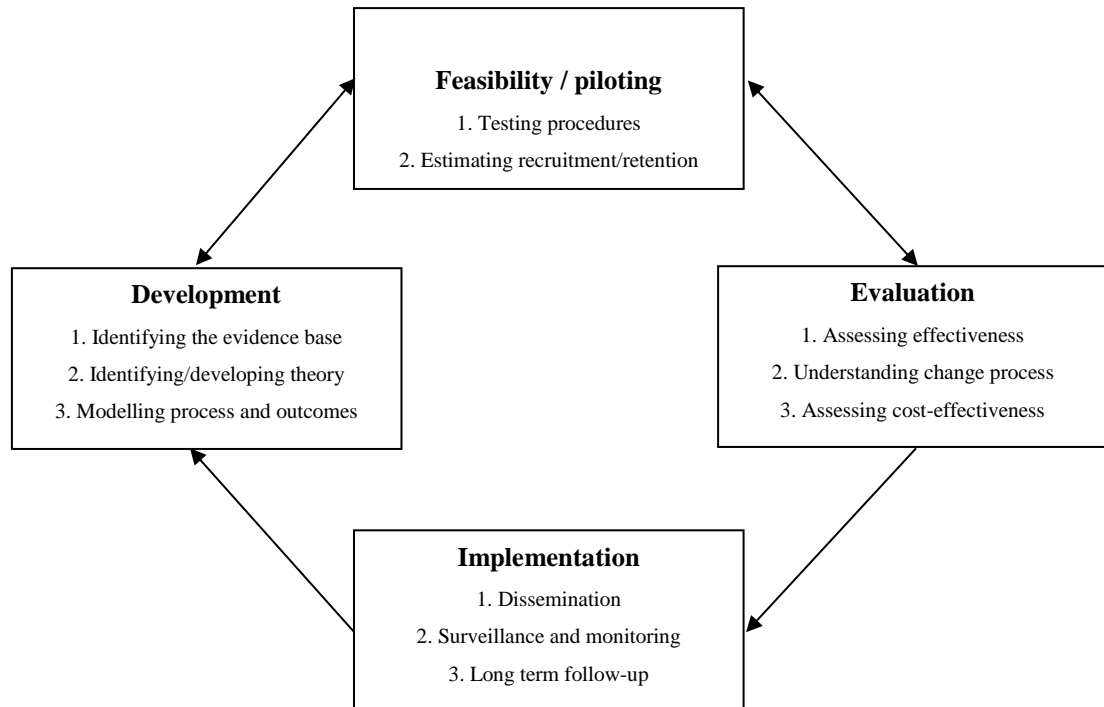 Feasibility / piloting
1. Testing procedures
2. Estimating recruitment/retention
Development
1. Identifying the evidence base
2. Identifying/developing theory
3. Modelling process and outcomes
Evaluation
1. Assessing effectiveness
2. Understanding change process
3. Assessing cost-effectiveness
Implementation
1. Dissemination
2. Surveillance and monitoring
3. Long term follow-up